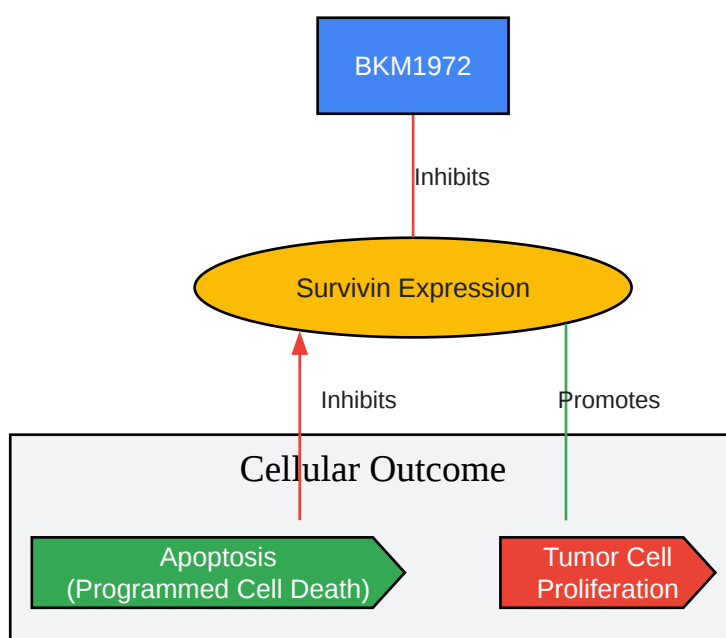 BKM1972
Inhibits
Survivin Expression
Inhibits
Promotes
Cellular Outcome
Apoptosis
(Programmed Cell Death)
Tumor Cell
Proliferation